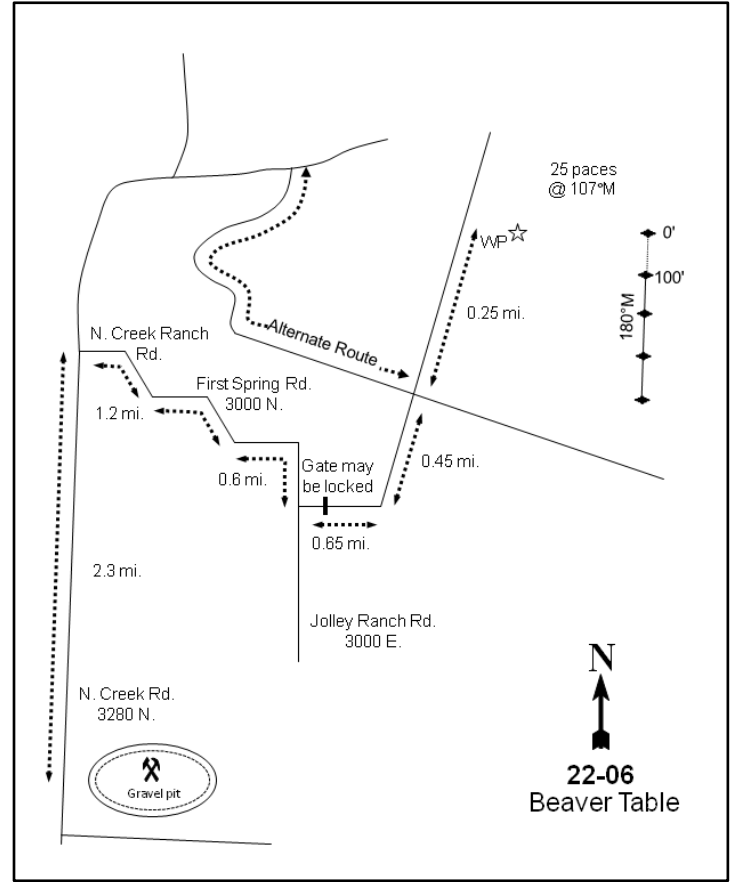 25 paces
@ 107°M
WP
0'
100'
180°M
0.25 mi.
Alternate Route
N. Creek Ranch
Rd.
First Spring Rd.
3000 N.
1.2 mi.
0.6 mi.
Gate may
be locked
0.45 mi.
0.65 mi.
2.3 mi.
Jolley Ranch Rd.
3000 E.
N. Creek Rd.
3280 N.
Gravel pit
N
22-06
Beaver Table